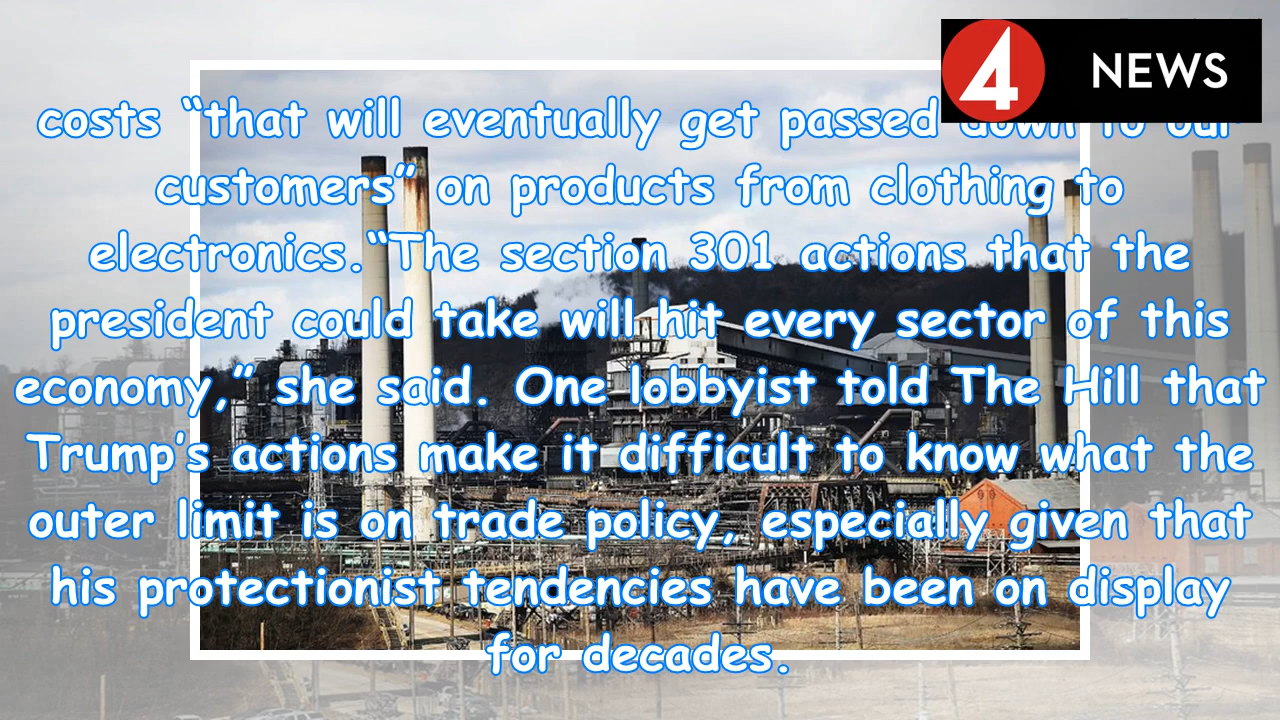 4 NEWS
costs “that will eventually get passed down to our
customers” on products from clothing to
electronics.“The section 301 actions that the
president could take will hit every sector of this
economy,” she said. One lobbyist told The Hill that
Trump’s actions make it difficult to know what the
outer limit is on trade policy, especially given that
his protectionist tendencies have been on display
for decades.